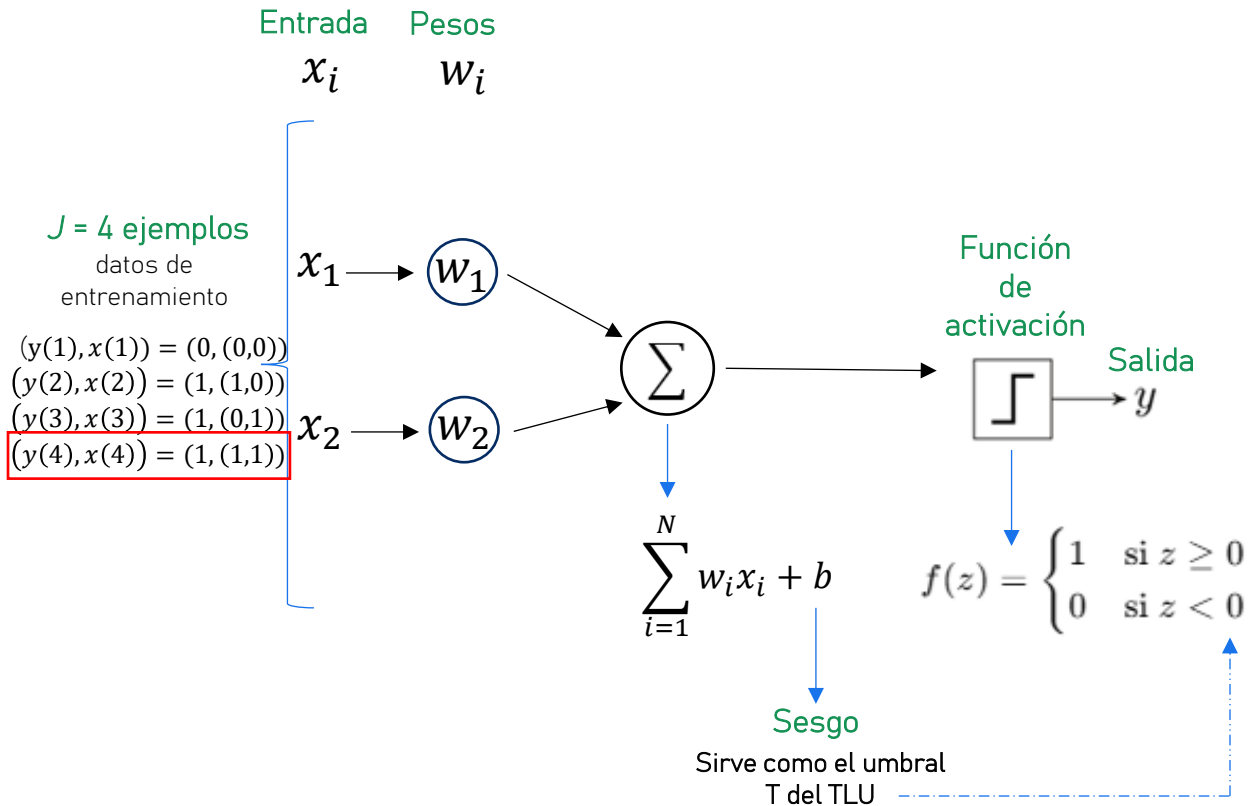 Entrada Pesos
x_i w_i
J = 4 ejemplos
datos de
entrenamiento
(y(1), x(1)) = (0, (0,0))
(y(2), x(2)) = (1, (1,0))
(y(3), x(3)) = (1, (0,1))
(y(4), x(4)) = (1, (1,1))
x_1 w_1
x_2 w_2
∑
Función
de
activación
Salida
y
∑_{i=1}^{N} w_i x_i + b
f(z) = { 1 si z ≥ 0
0 si z < 0
Sesgo
Sirve como el umbral
T del TLU